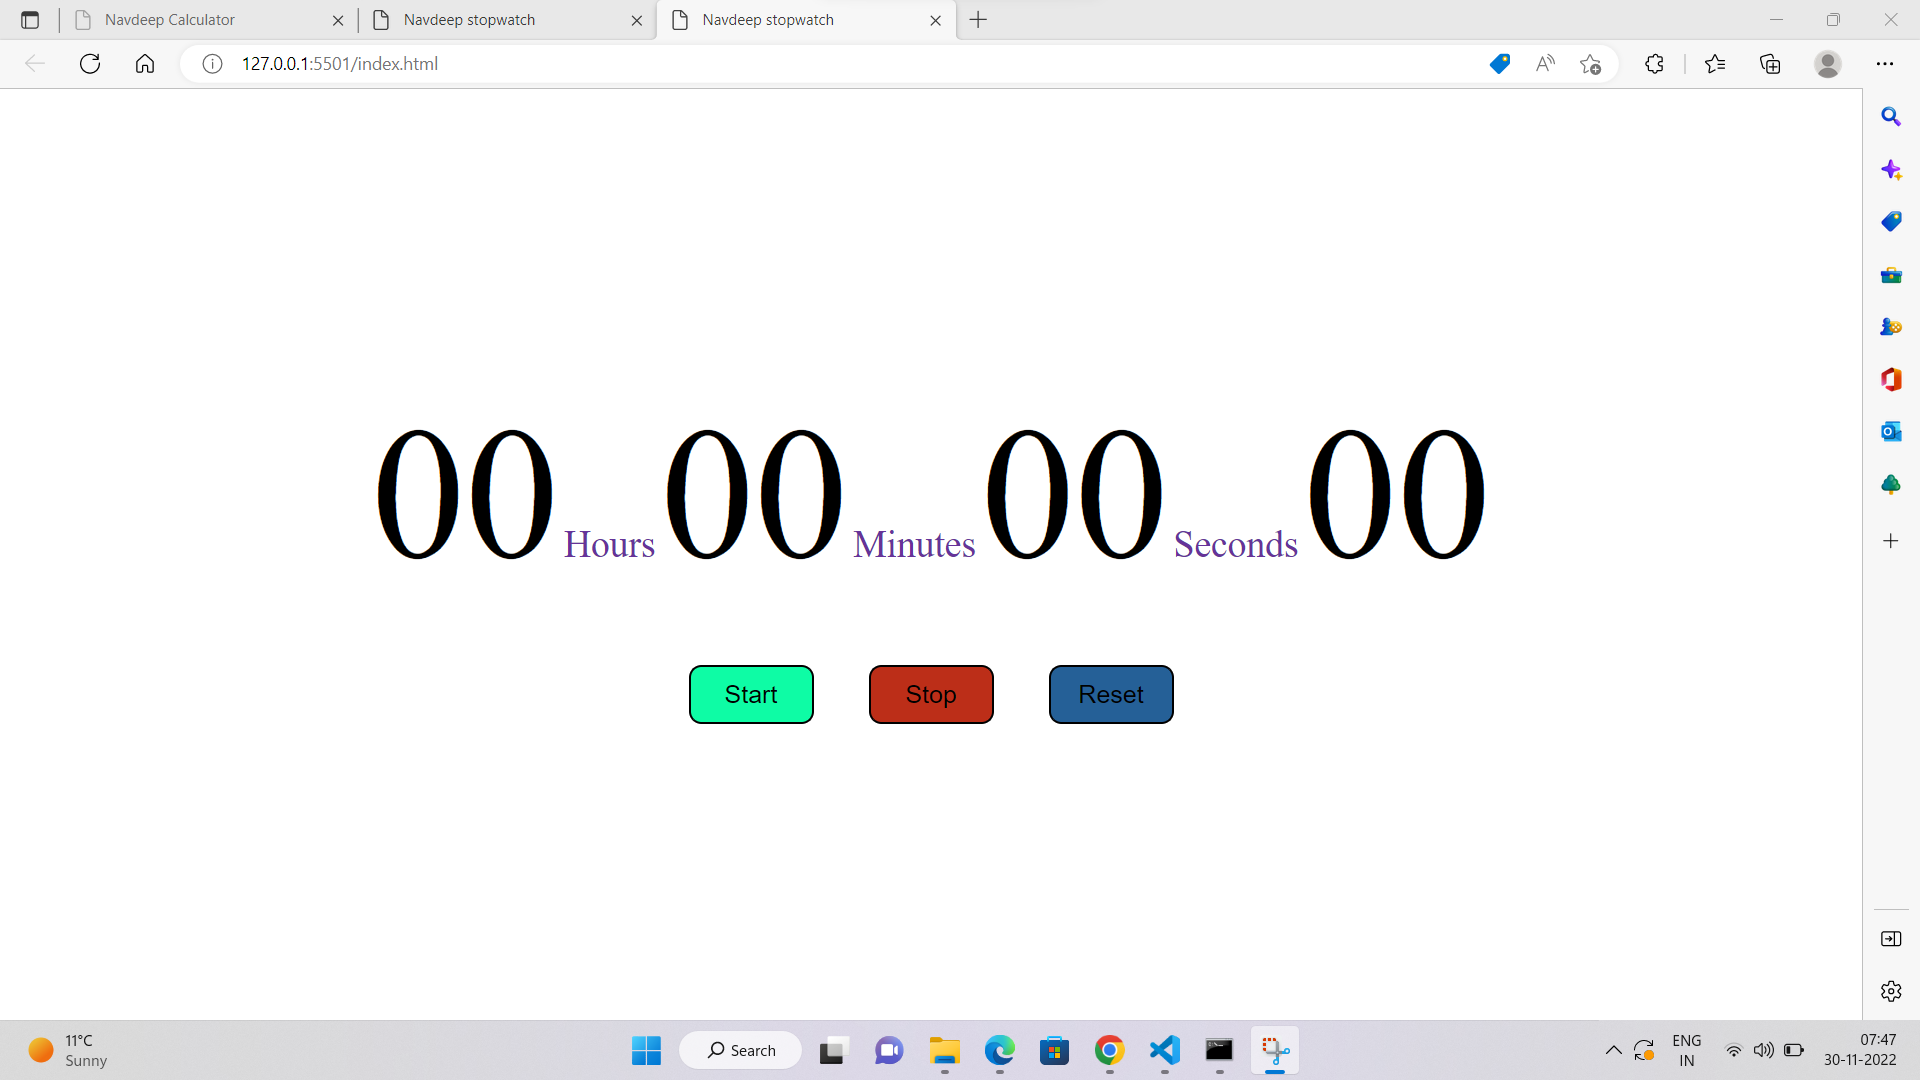 Navdeep Calculator
Navdeep stopwatch
Navdeep stopwatch
127.0.0.1:5501/index.html
00 Hours 00 Minutes 00 Seconds 00
Start Stop Reset
11°C
Sunny
Search
ENG
IN
07:47
30-11-2022